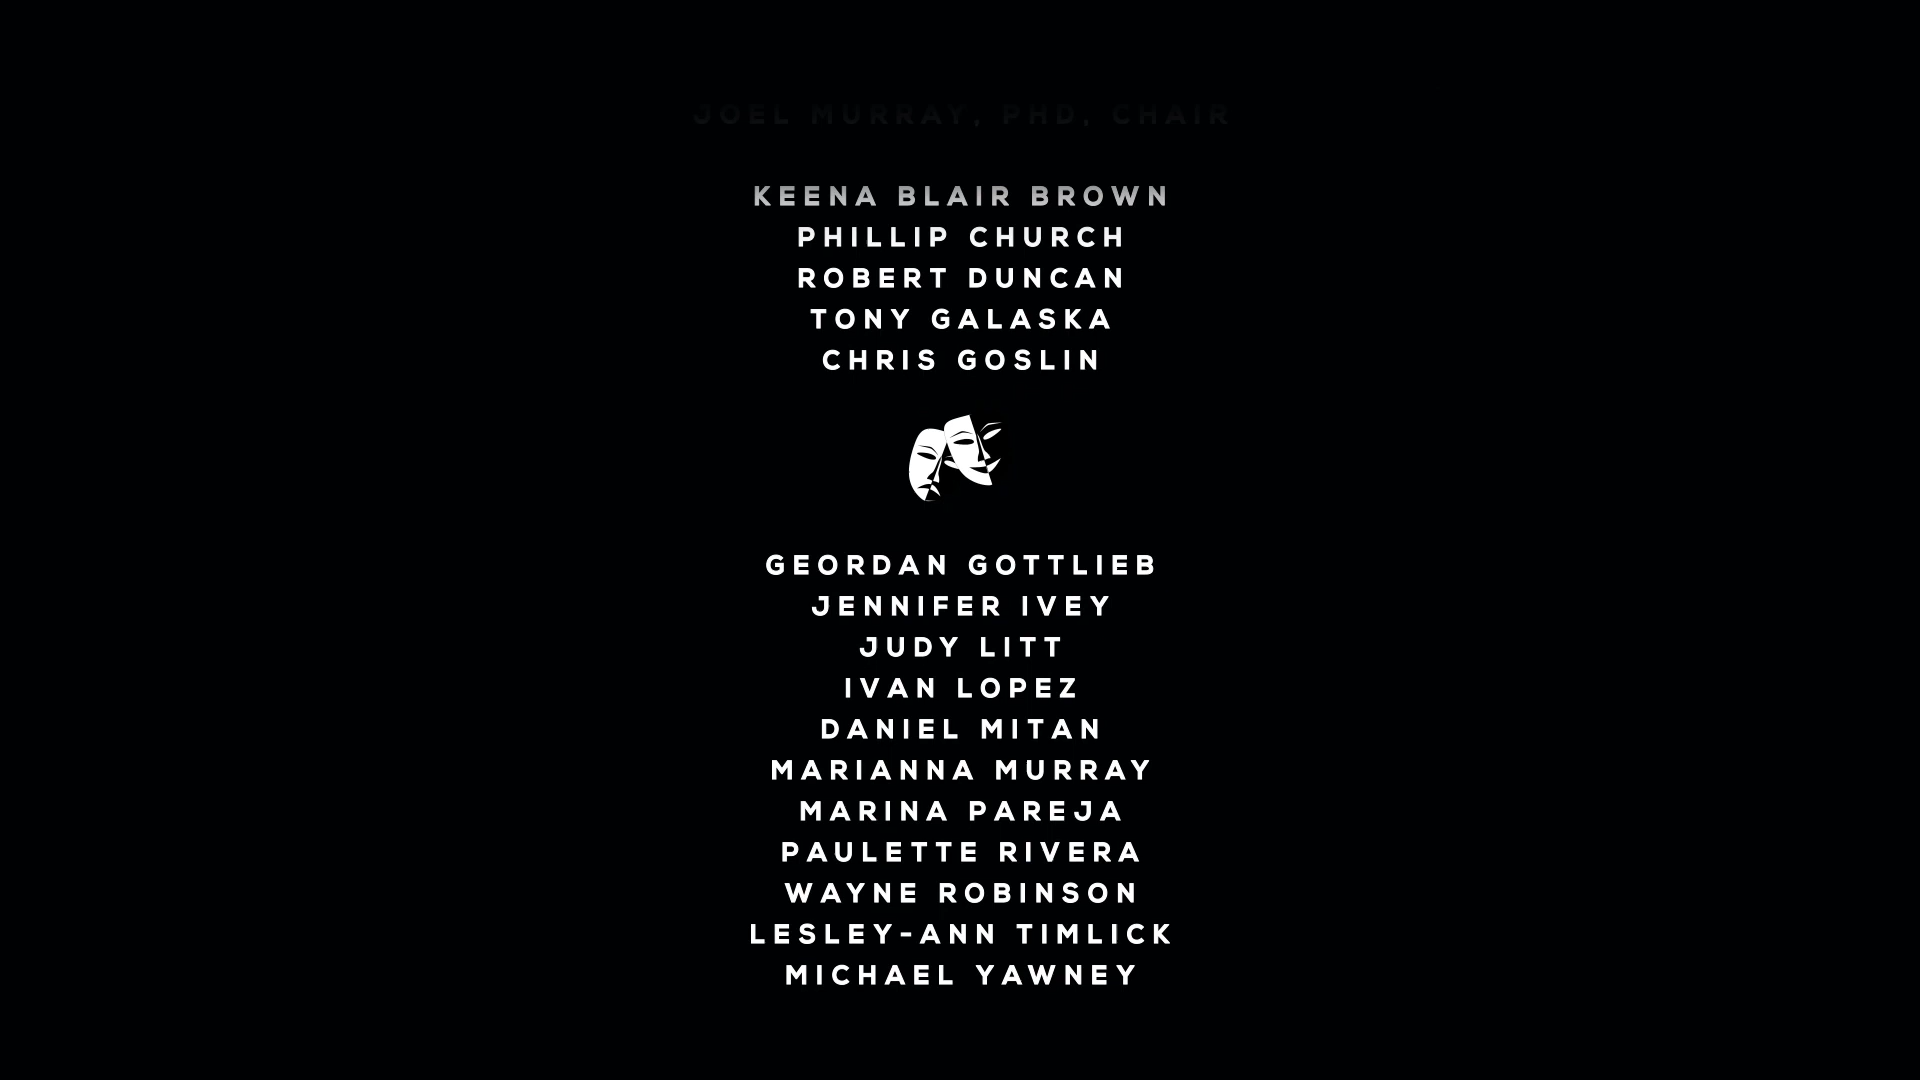 JOEL MURRAY, PHD, CHAIR
KEENA BLAIR BROWN
PHILLIP CHURCH
ROBERT DUNCAN
TONY GALASKA
CHRIS GOSLIN
GEORDAN GOTTLIEB
JENNIFER IVEY
JUDY LITT
IVAN LOPEZ
DANIEL MITAN
MARIANNA MURRAY
MARINA PAREJA
PAULETTE RIVERA
WAYNE ROBINSON
LESLEY-ANN TIMLICK
MICHAEL YAWNEY